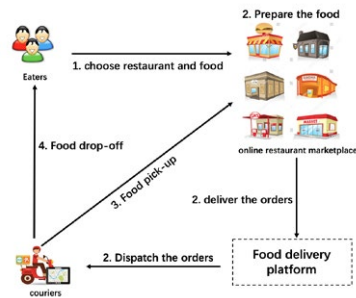 2. Prepare the food
Eaters
1. choose restaurant and food
4. Food drop-off
3. Food pick-up
online restaurant marketplace
2. deliver the orders
2. Dispatch the orders
Food delivery
platform
couriers